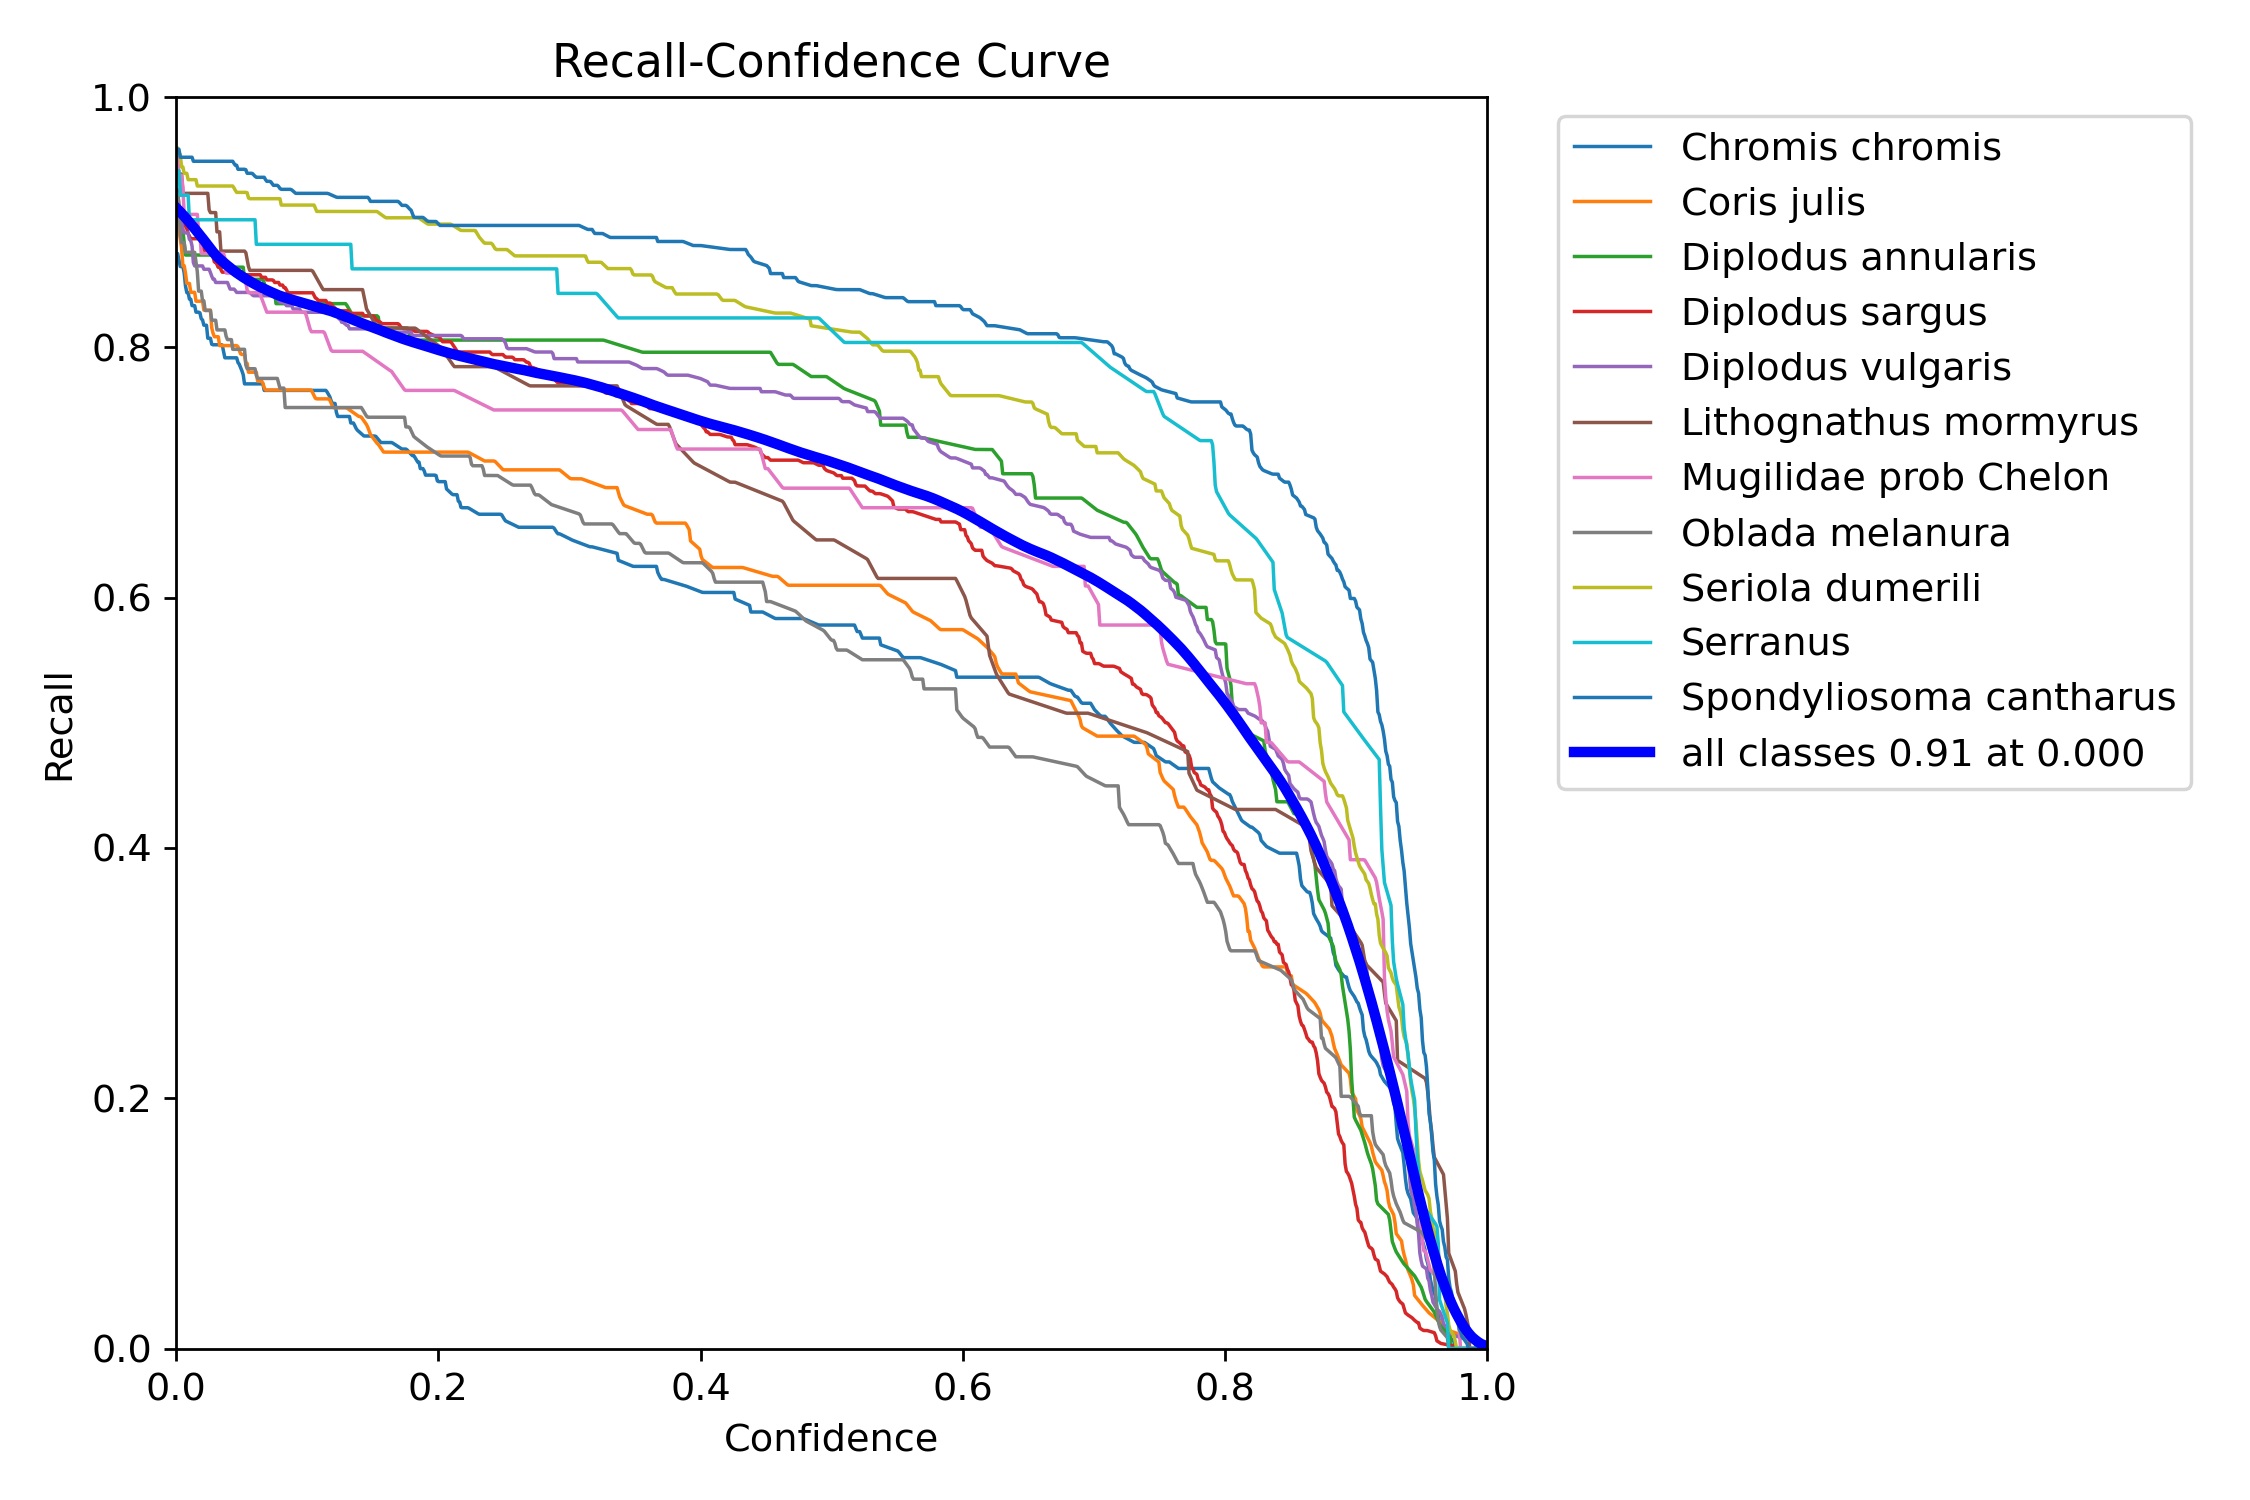 Recall-Confidence Curve
1.0
0.8
0.6
0.4
0.2
0.0
Recall
0.0 0.2 0.4 0.6 0.8 1.0
Confidence
Chromis chromis
Coris julis
Diplodus annularis
Diplodus sargus
Diplodus vulgaris
Lithognathus mormyrus
Mugilidae prob Chelon
Oblada melanura
Seriola dumerili
Serranus
Spondyliosoma cantharus
all classes 0.91 at 0.000